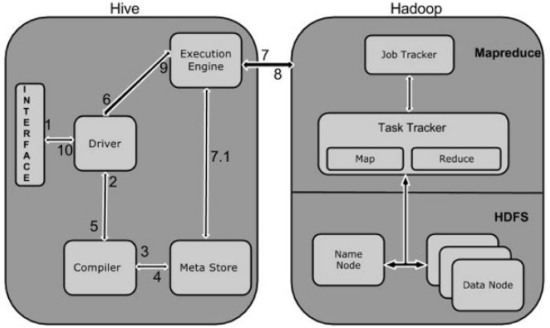 Hive
Hadoop
Execution
Engine
7
8
Job Tracker
Mapreduce
6
9
INTERFACE
1
10
Driver
2
Task Tracker
Map
Reduce
7.1
5
HDFS
Compiler
3
4
Meta Store
Name
Node
Data Node